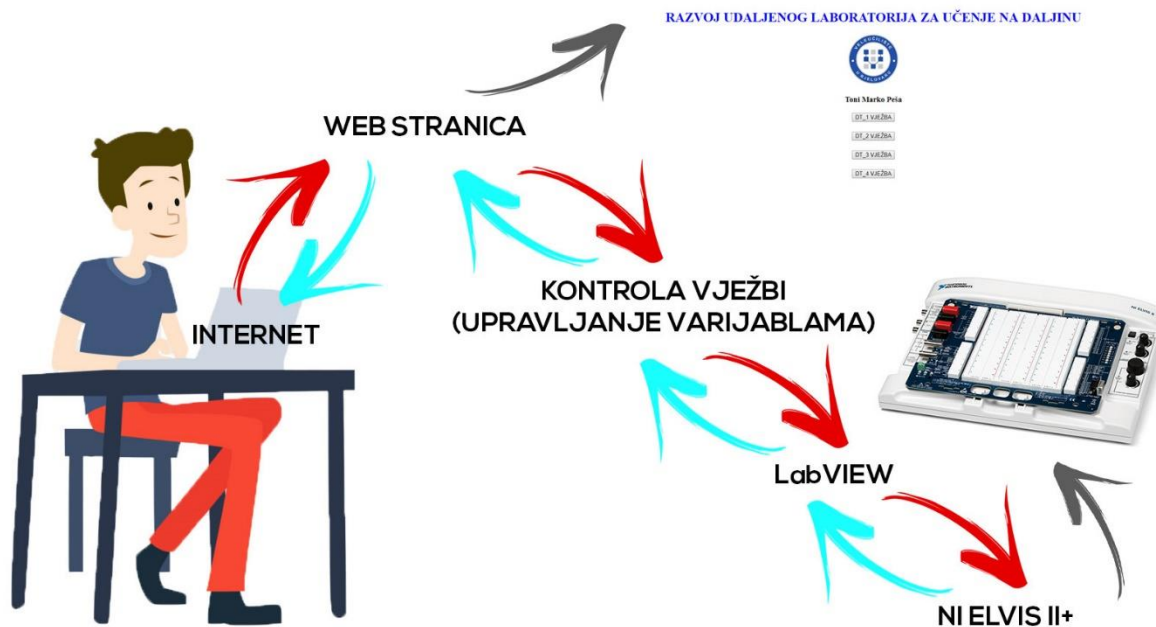 RAZVOJ UDALJENOG LABORATORIJA ZA UČENJE NA DALJINU
Toni Marko Peša
DT_1 VJEŽBA
DT_2 VJEŽBA
DT_3 VJEŽBA
DT_4 VJEŽBA
WEB STRANICA
INTERNET
KONTROLA VJEŽBI
(UPRAVLJANJE VARIJABLAMA)
LabVIEW
NI ELVIS II+